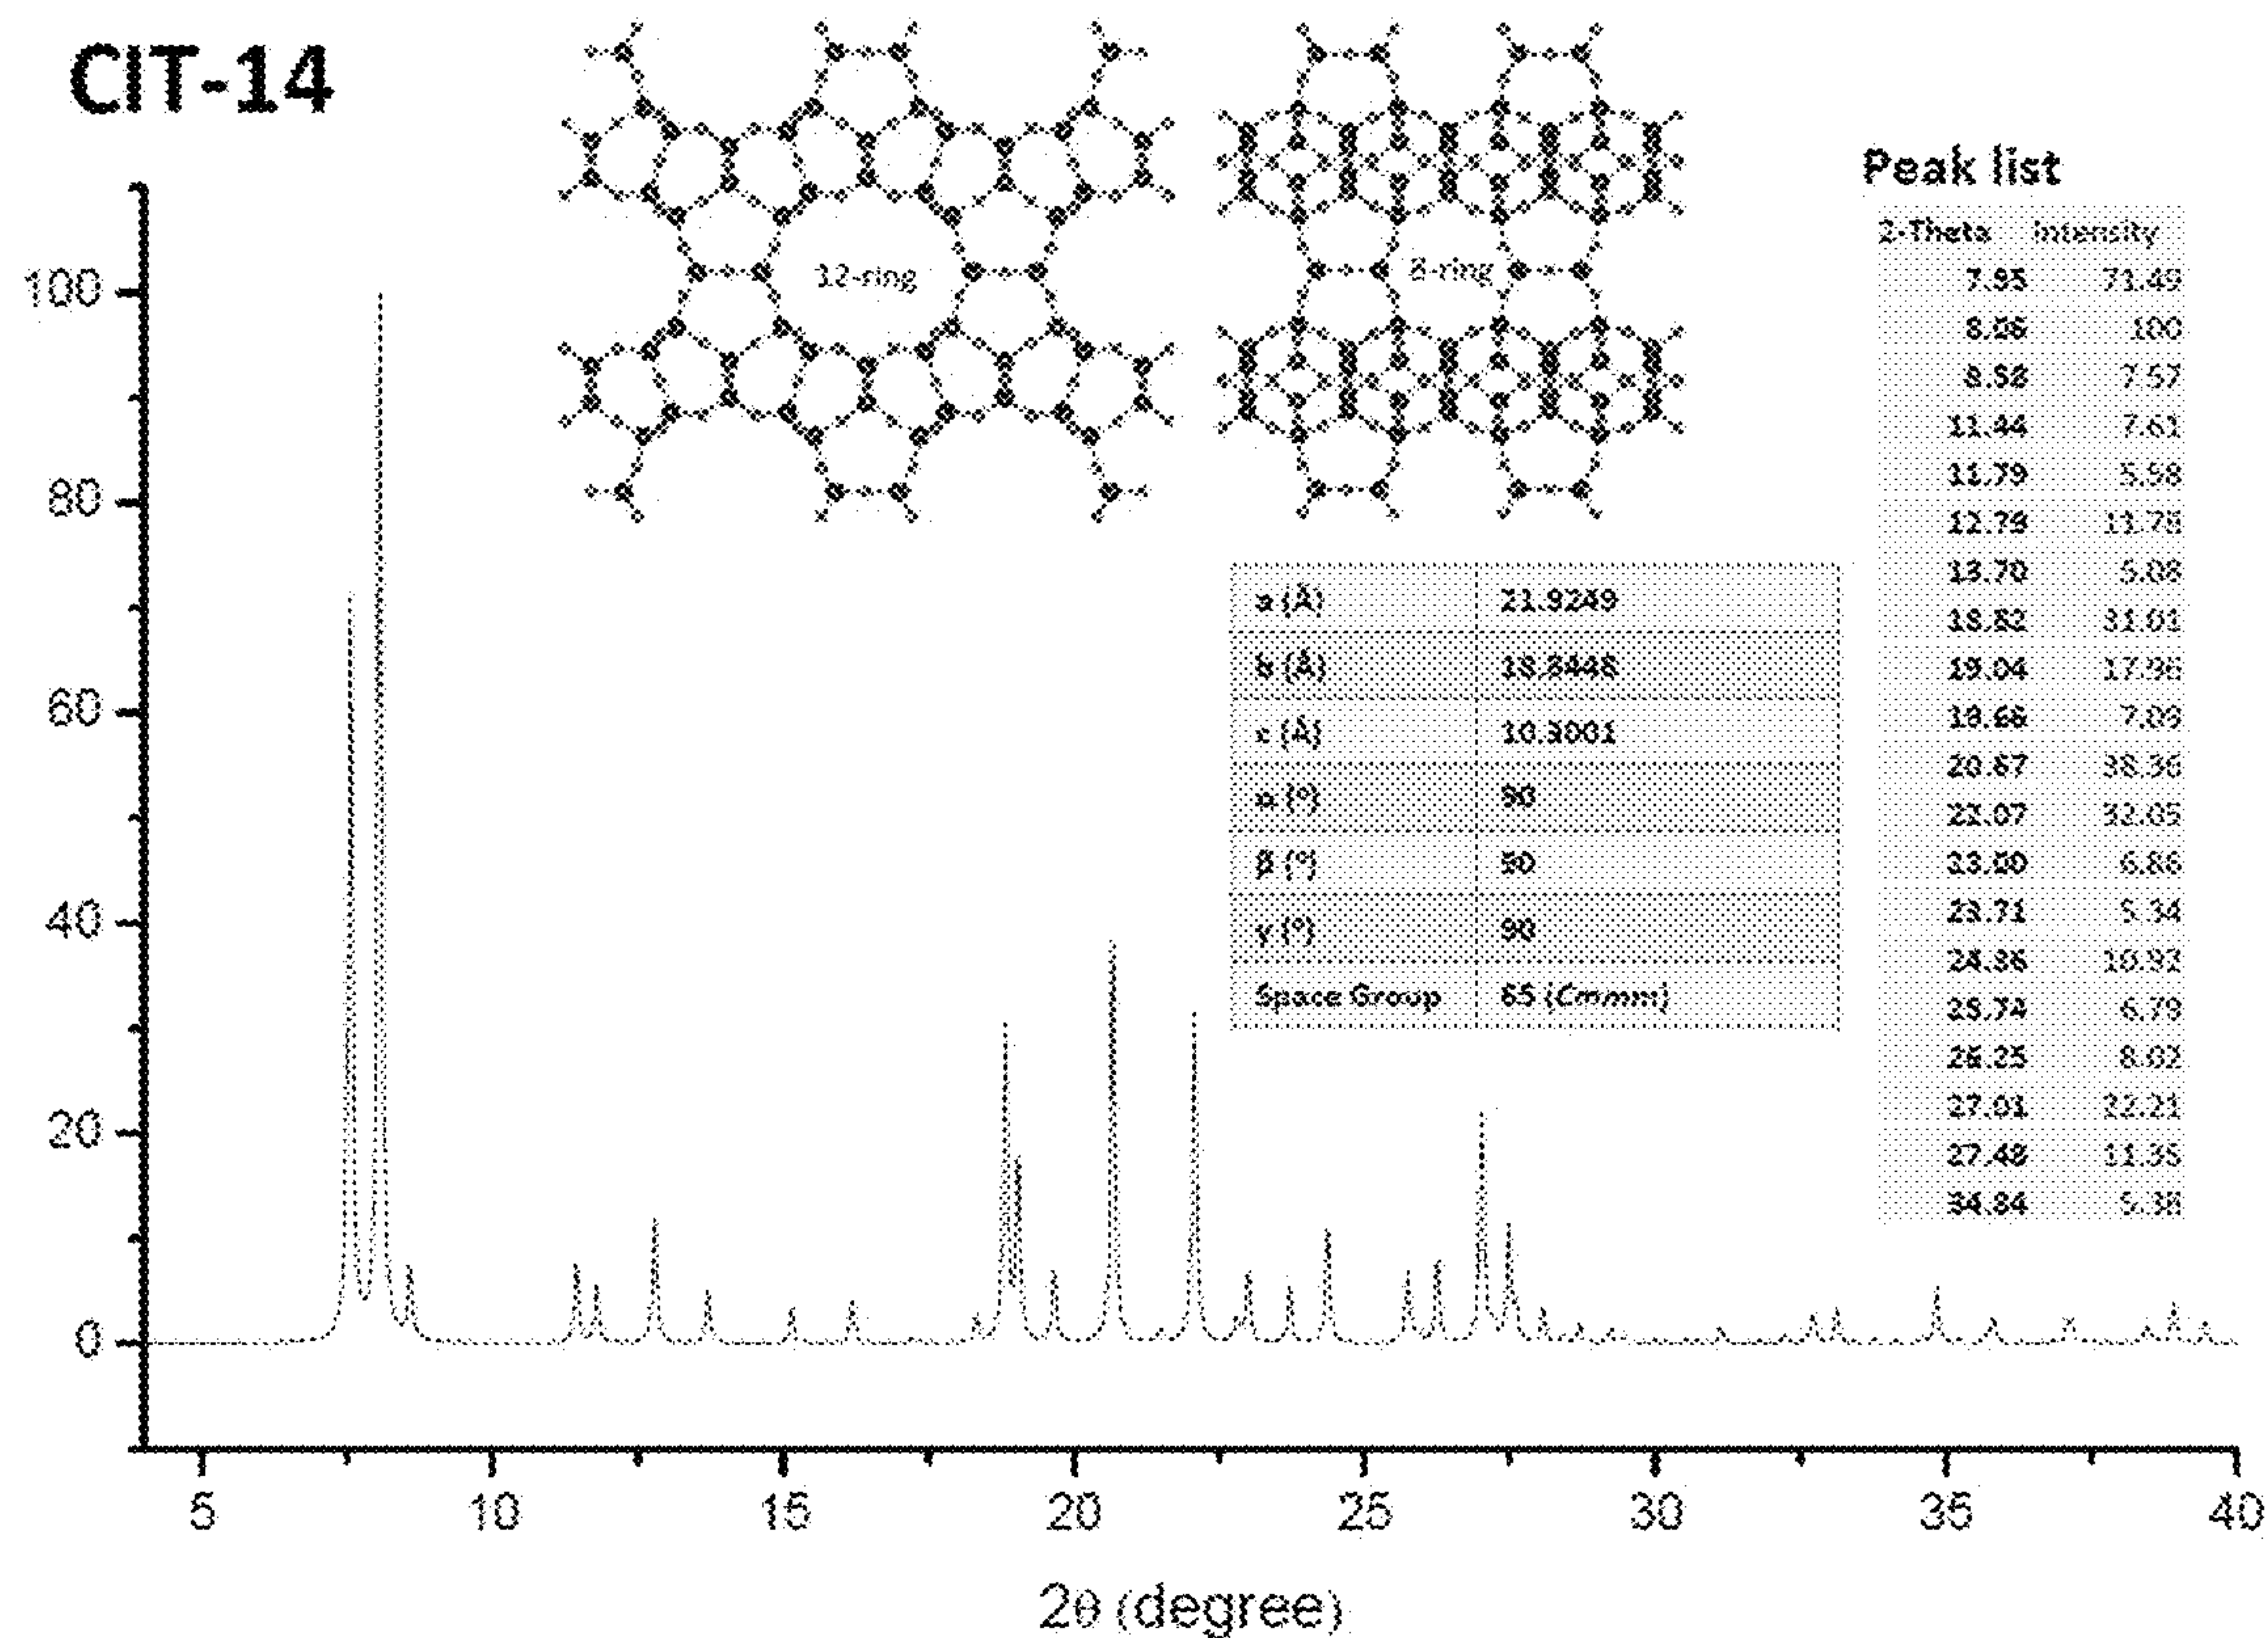 CIT-14
12-ring
8-ring
Peak list
2-Theta Intensity
7.55 71.49
8.06 100
8.58 7.57
11.44 7.61
11.79 5.58
12.79 11.78
13.70 5.08
18.82 31.01
19.04 17.96
19.66 7.09
20.67 38.36
22.07 32.05
23.00 6.86
23.71 5.34
24.36 10.92
25.74 6.79
26.25 8.02
27.01 22.21
27.48 11.36
34.84 5.38
a (Å) 21.9249
b (Å) 13.8448
c (Å) 10.3001
α (º) 90
β (º) 90
γ (º) 90
Space Group 65 (Cmmm)
100
80
60
40
20
0
5 10 15 20 25 30 35 40
2θ (degree)